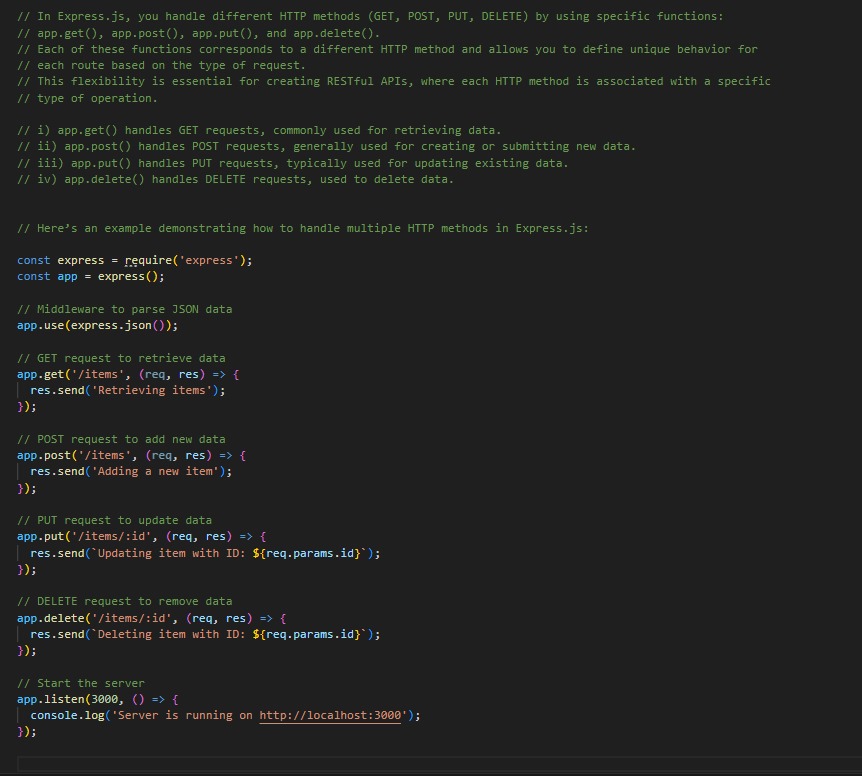 // In Express.js, you handle different HTTP methods (GET, POST, PUT, DELETE) by using specific functions:
// app.get(), app.post(), app.put(), and app.delete().
// Each of these functions corresponds to a different HTTP method and allows you to define unique behavior for
// each route based on the type of request.
// This flexibility is essential for creating RESTful APIs, where each HTTP method is associated with a specific
// type of operation.

// i) app.get() handles GET requests, commonly used for retrieving data.
// ii) app.post() handles POST requests, generally used for creating or submitting new data.
// iii) app.put() handles PUT requests, typically used for updating existing data.
// iv) app.delete() handles DELETE requests, used to delete data.

// Here’s an example demonstrating how to handle multiple HTTP methods in Express.js:

const express = require('express');
const app = express();

// Middleware to parse JSON data
app.use(express.json());

// GET request to retrieve data
app.get('/items', (req, res) => {
  res.send('Retrieving items');
});

// POST request to add new data
app.post('/items', (req, res) => {
  res.send('Adding a new item');
});

// PUT request to update data
app.put('/items/:id', (req, res) => {
  res.send(`Updating item with ID: ${req.params.id}`);
});

// DELETE request to remove data
app.delete('/items/:id', (req, res) => {
  res.send(`Deleting item with ID: ${req.params.id}`);
});

// Start the server
app.listen(3000, () => {
  console.log('Server is running on http://localhost:3000');
});